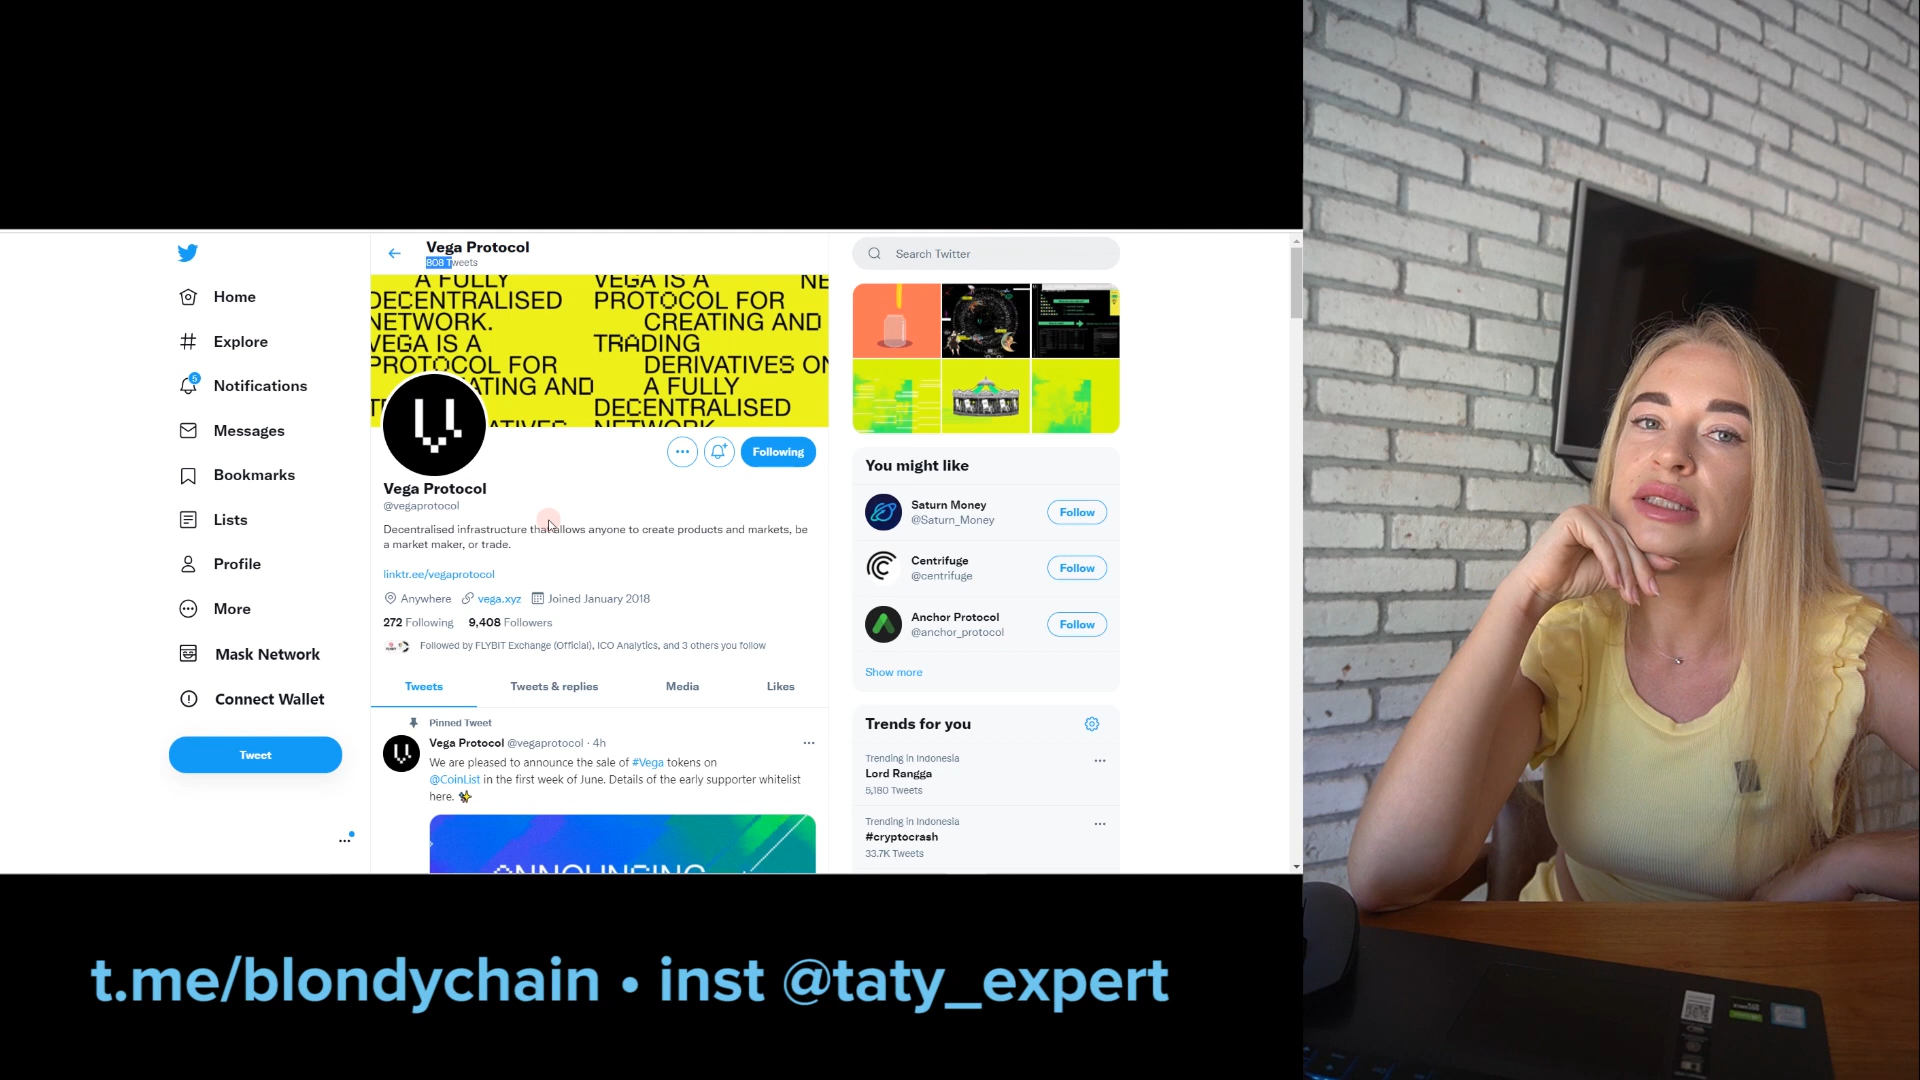 Vega Protocol
808 Tweets
A FULLY
DECENTRALISED
NETWORK.
VEGA IS A
PROTOCOL FOR
CREATING AND
VEGA IS A
PROTOCOL FOR
CREATING AND
TRADING
DERIVATIVES ON
A FULLY
DECENTRALISED
NETWORK.
Home
Explore
5
Notifications
Messages
Bookmarks
Lists
Profile
More
Mask Network
Connect Wallet
Tweet
Following
Vega Protocol
@vegaprotocol
Decentralised infrastructure that allows anyone to create products and markets, be
a market maker, or trade.
linktr.ee/vegaprotocol
Anywhere vega.xyz Joined January 2018
272 Following 9,408 Followers
Followed by FLYBIT Exchange (Official), ICO Analytics, and 3 others you follow
Tweets Tweets & replies Media Likes
Pinned Tweet
Vega Protocol @vegaprotocol · 4h
We are pleased to announce the sale of #Vega tokens on
@CoinList in the first week of June. Details of the early supporter whitelist
here.
ANNOUNCING
Search Twitter
You might like
Saturn Money
@Saturn_Money
Follow
Centrifuge
@centrifuge
Follow
Anchor Protocol
@anchor_protocol
Follow
Show more
Trends for you
Trending in Indonesia
Lord Rangga
5,180 Tweets
Trending in Indonesia
#cryptocrash
33.7K Tweets
t.me/blondychain • inst @taty_expert